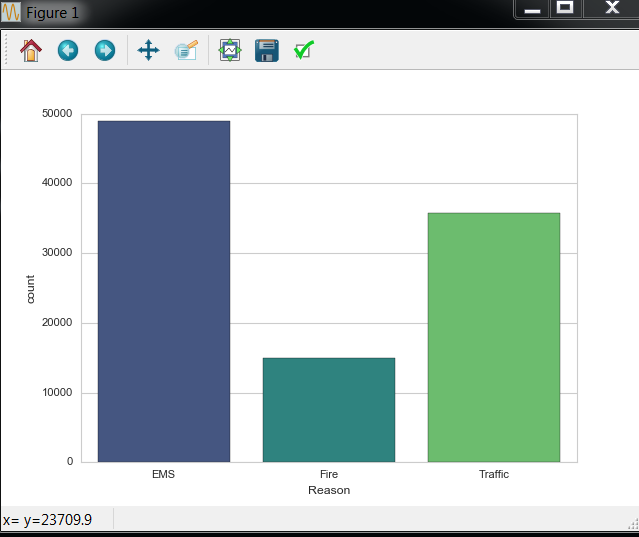 Figure 1
50000
40000
30000
20000
10000
0
count
EMS Fire Traffic
Reason
x= y=23709.9